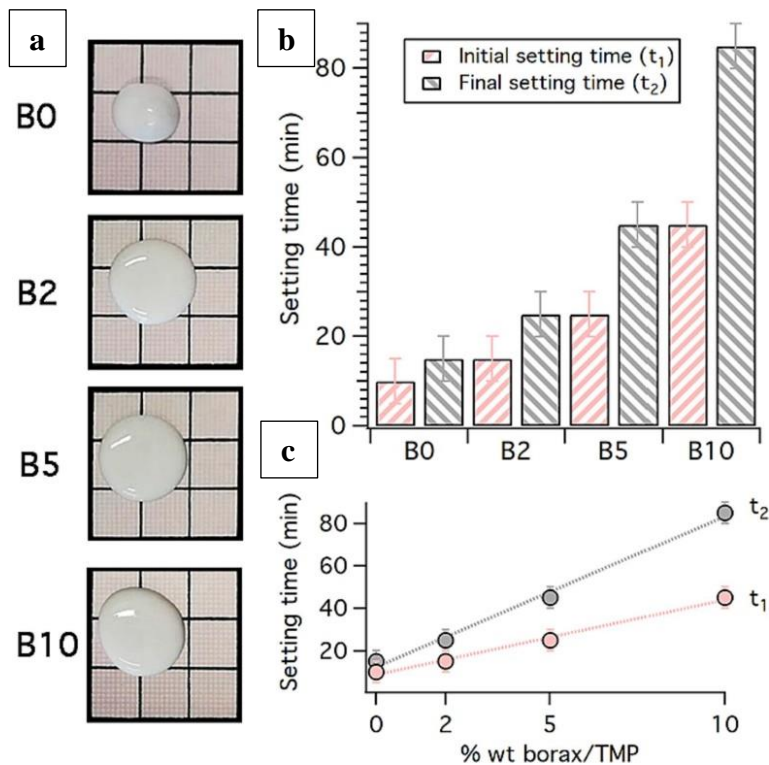 a
B0
B2
B5
B10
b
Initial setting time (t1)
Final setting time (t2)
Setting time (min)
80
60
40
20
0
B0 B2 B5 B10
c
Setting time (min)
80
60
40
20
t2
t1
0 2 5 10
% wt borax/TMP